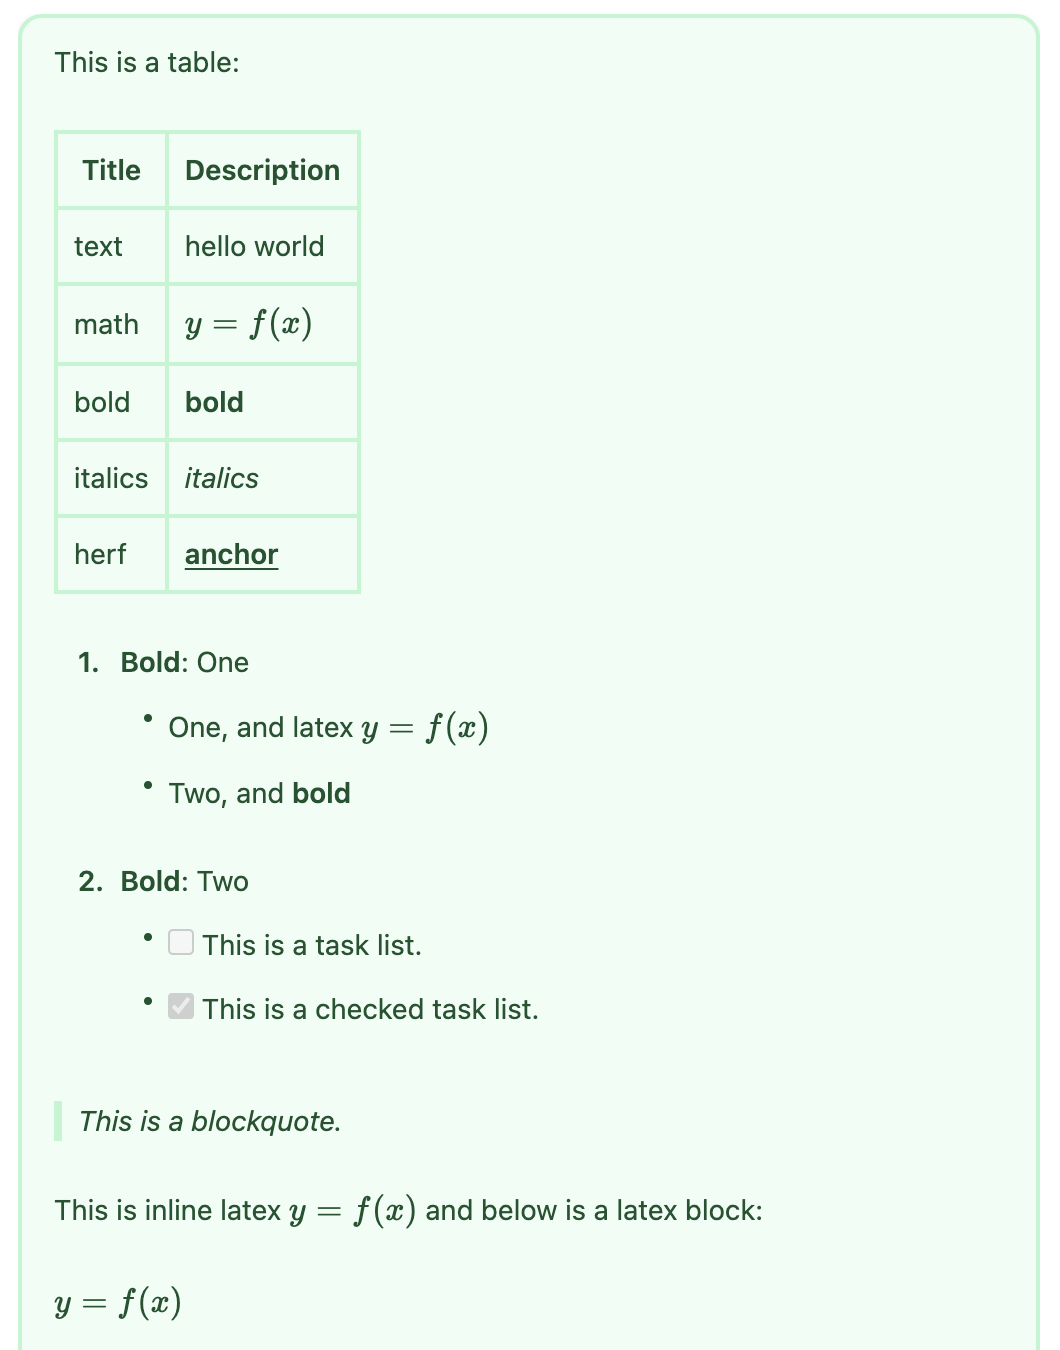 This is a table:
Title Description
text hello world
math y = f(x)
bold bold
italics italics
herf anchor
1. Bold: One
• One, and latex y = f(x)
• Two, and bold
2. Bold: Two
• ☐ This is a task list.
• ☑ This is a checked task list.
This is a blockquote.
This is inline latex y = f(x) and below is a latex block:
y = f(x)